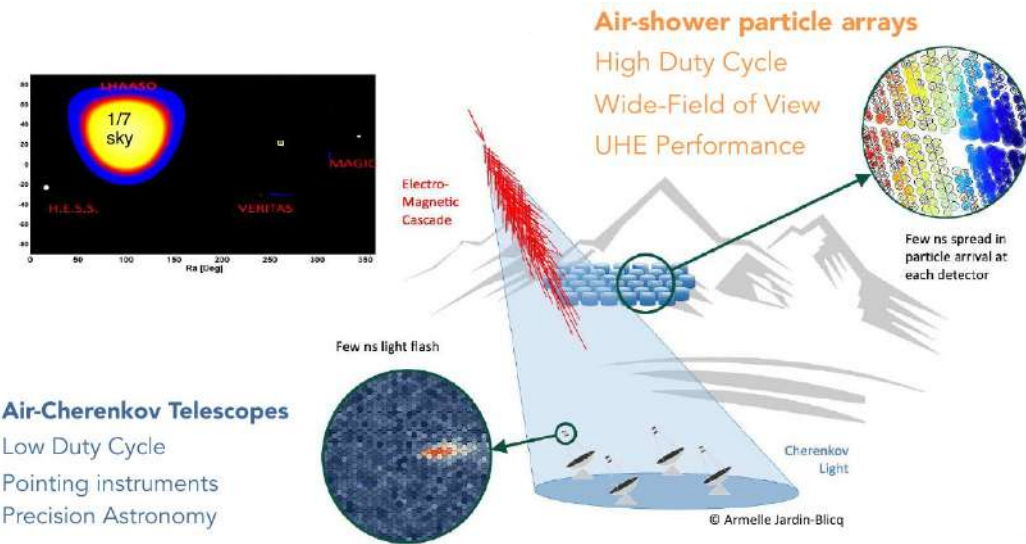 Air-shower particle arrays
High Duty Cycle
Wide-Field of View
UHE Performance
LHAASO
1/7
sky
MAGIC
H.E.S.S.
VERITAS
80
60
40
20
0
-20
-40
-60
-80
0 50 100 150 200 250 300 350
Ra [Deg]
Electro-
Magnetic
Cascade
Few ns spread in
particle arrival at
each detector
Few ns light flash
Air-Cherenkov Telescopes
Low Duty Cycle
Pointing instruments
Precision Astronomy
Cherenkov
Light
© Armelle Jardin-Blicq